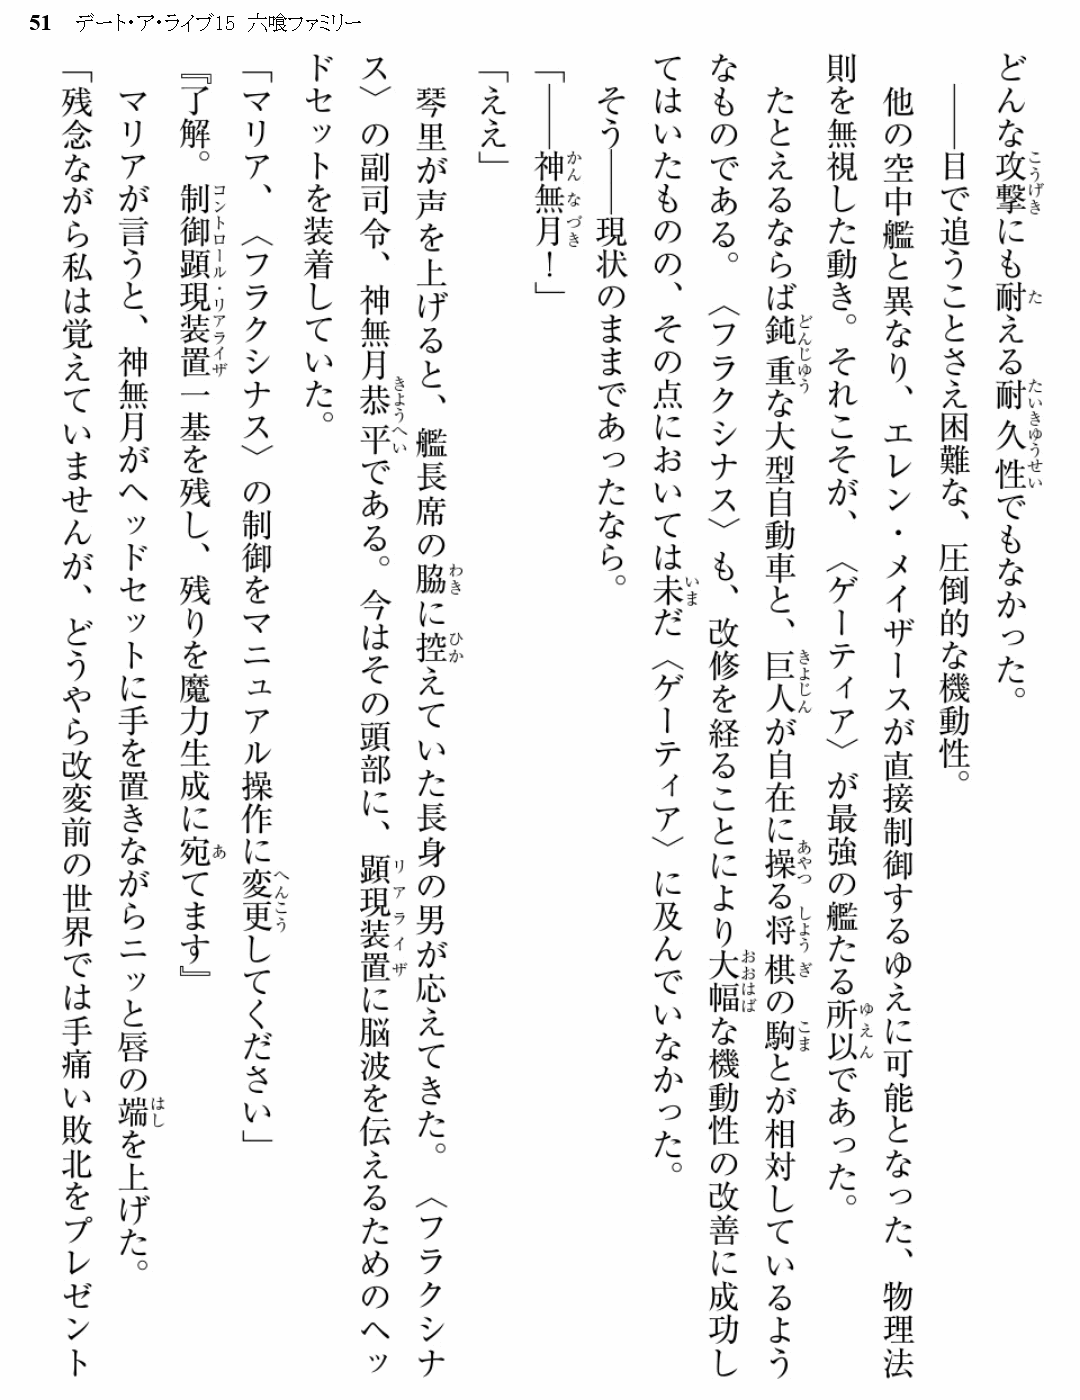 51 デート・ア・ライブ15 六喰ファミリー
どんな攻撃にも耐える耐久性でもなかった。
――目で追うことさえ困難な、圧倒的な機動性。
他の空中艦と異なり、エレン・メイザースが直接制御するゆえに可能となった、物理法
則を無視した動き。それこそが、〈ゲーティア〉が最強の艦たる所以であった。
たとえるならば鈍重な大型自動車と、巨人が自在に操る将棋の駒とが相対しているよう
なものである。〈フラクシナス〉も、改修を経ることにより大幅な機動性の改善に成功し
てはいたものの、その点においては未だ〈ゲーティア〉に及んでいなかった。
そう――現状のままであったなら。
「――神無月！」
「ええ」
琴里が声を上げると、艦長席の脇に控えていた長身の男が応えてきた。〈フラクシナ
ス〉の副司令、神無月恭平である。今はその頭部に、顕現装置に脳波を伝えるためのヘッ
ドセットを装着していた。
「マリア、〈フラクシナス〉の制御をマニュアル操作に変更してください」
『了解。制御顕現装置一基を残し、残りを魔力生成に宛てます』
マリアが言うと、神無月がヘッドセットに手を置きながらニッと唇の端を上げた。
「残念ながら私は覚えていませんが、どうやら改変前の世界では手痛い敗北をプレゼント